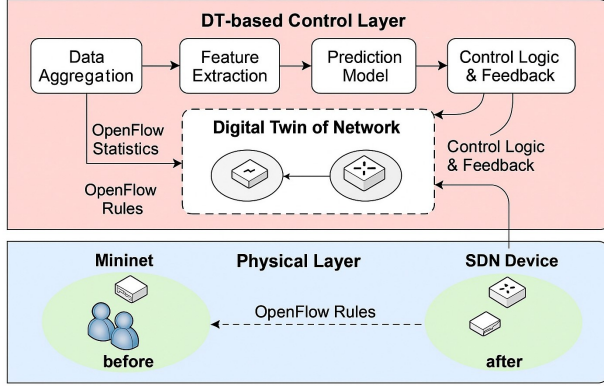 DT-based Control Layer
Data
Aggregation
Feature
Extraction
Prediction
Model
Control Logic
& Feedback
OpenFlow
Statistics
Digital Twin of Network
Control Logic
& Feedback
OpenFlow
Rules
Mininet
Physical Layer
SDN Device
OpenFlow Rules
before
after